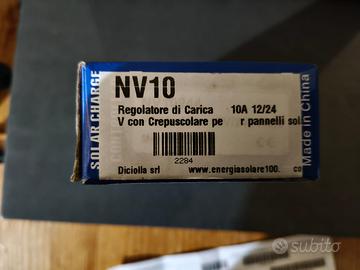 SOLAR CHARGE
NV10
Regolatore di Carica 10A 12/24
V con Crepuscolare pe r pannelli sol
2284
Diciolla srl www.energiasolare100. co
Made in China
subito